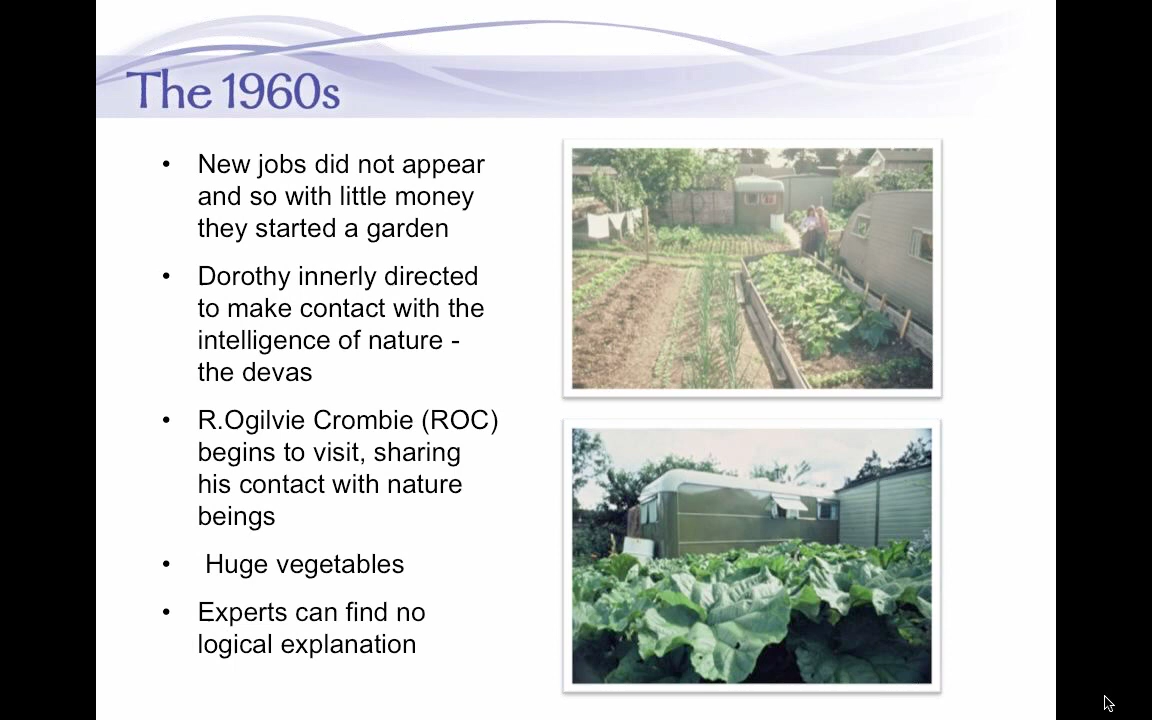 The 1960s
• New jobs did not appear
and so with little money
they started a garden
• Dorothy innerly directed
to make contact with the
intelligence of nature -
the devas
• R.Ogilvie Crombie (ROC)
begins to visit, sharing
his contact with nature
beings
• Huge vegetables
• Experts can find no
logical explanation